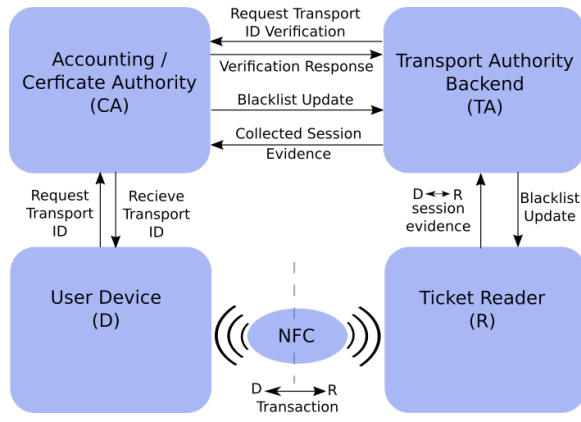 Request Transport
ID Verification
Accounting /
Cerficate Authority
(CA)
Verification Response
Transport Authority
Backend
(TA)
Blacklist Update
Collected Session
Evidence
Request
Transport
ID
Recieve
Transport
ID
D R
session
evidence
Blacklist
Update
User Device
(D)
NFC
Ticket Reader
(R)
D R
Transaction